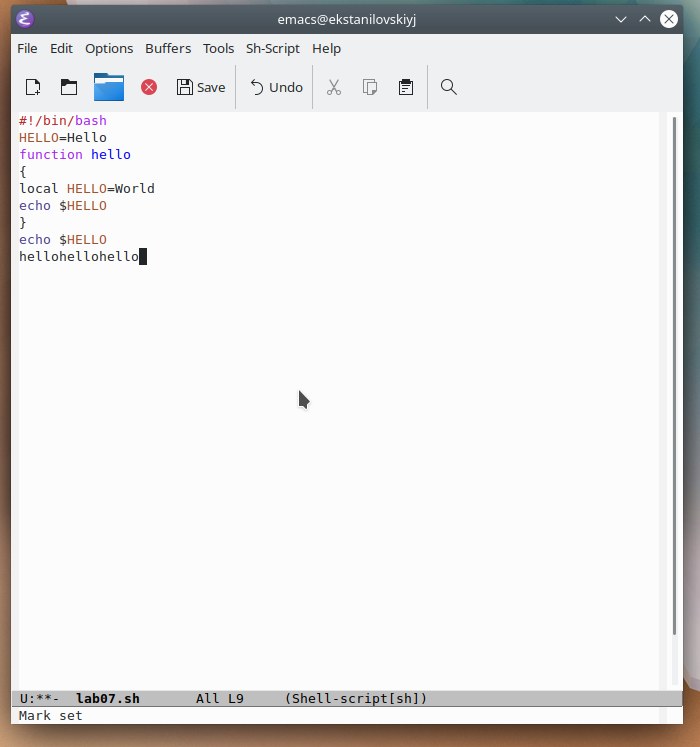 emacs@ekstanilovskiyj
File Edit Options Buffers Tools Sh-Script Help
Save Undo
#!/bin/bash
HELLO=Hello
function hello
{
local HELLO=World
echo $HELLO
}
echo $HELLO
hellohellohello
U:**- lab07.sh All L9 (Shell-script[sh])
Mark set